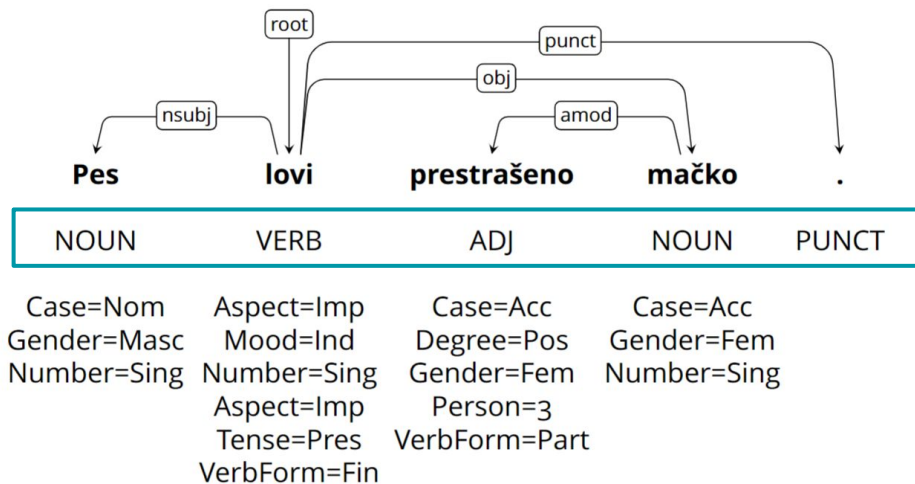 root
punct
obj
nsubj amod
Pes lovi prestrašeno mačko .
NOUN VERB ADJ NOUN PUNCT
Case=Nom Aspect=Imp Case=Acc Case=Acc
Gender=Masc Mood=Ind Degree=Pos Gender=Fem
Number=Sing Number=Sing Gender=Fem Number=Sing
Aspect=Imp Person=3
Tense=Pres VerbForm=Part
VerbForm=Fin